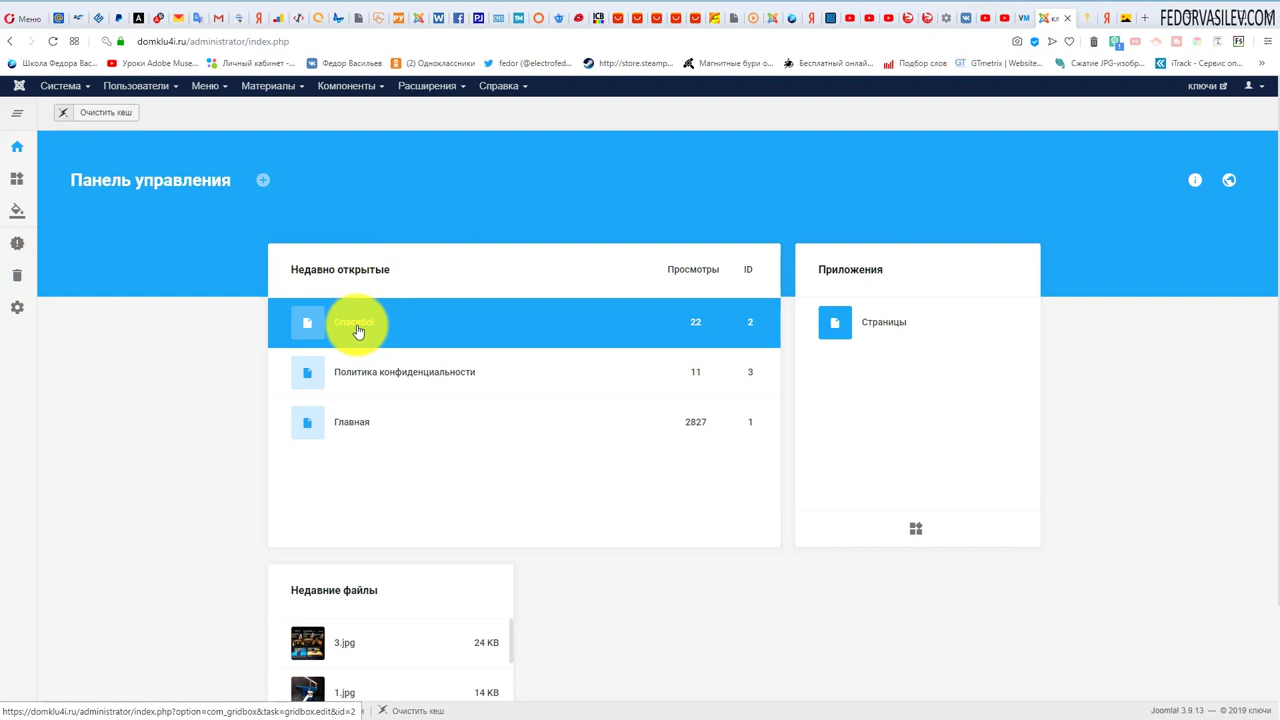 Меню
FEDORVASILEV.COM
domklu4i.ru/administrator/index.php
Школа Федора Вас...
Уроки Adobe Muse...
Личный кабинет -...
Федор Васильев
(2) Одноклассники
fedor (@electrofed...
http://store.steamp...
Магнитные бури о...
Бесплатный онлай...
Подбор слов
GTmetrix | Website...
Сжатие JPG-изобр...
iTrack - Сервис оп...
Система
Пользователи
Меню
Материалы
Компоненты
Расширения
Справка
ключи
Очистить кеш
Панель управления
Недавно открытые
Просмотры
ID
Спасибо!
22
2
Политика конфиденциальности
11
3
Главная
2827
1
Приложения
Страницы
Недавние файлы
3.jpg
24 KB
1.jpg
14 KB
https://domklu4i.ru/administrator/index.php?option=com_gridbox&task=gridbox.edit&id=2
Очистить кеш
Joomla! 3.9.13 — © 2019 ключи